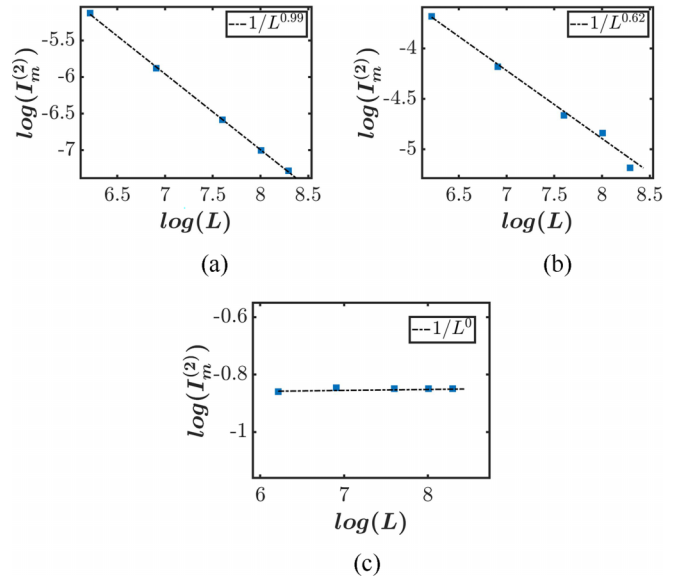 1/L^0.99
log(I_m^(2))
-5.5
-6
-6.5
-7
6.5 7 7.5 8 8.5
log(L)
(a)
1/L^0.62
log(I_m^(2))
-4
-4.5
-5
6.5 7 7.5 8 8.5
log(L)
(b)
1/L^0
log(I_m^(2))
-0.6
-0.8
-1
6 7 8
log(L)
(c)